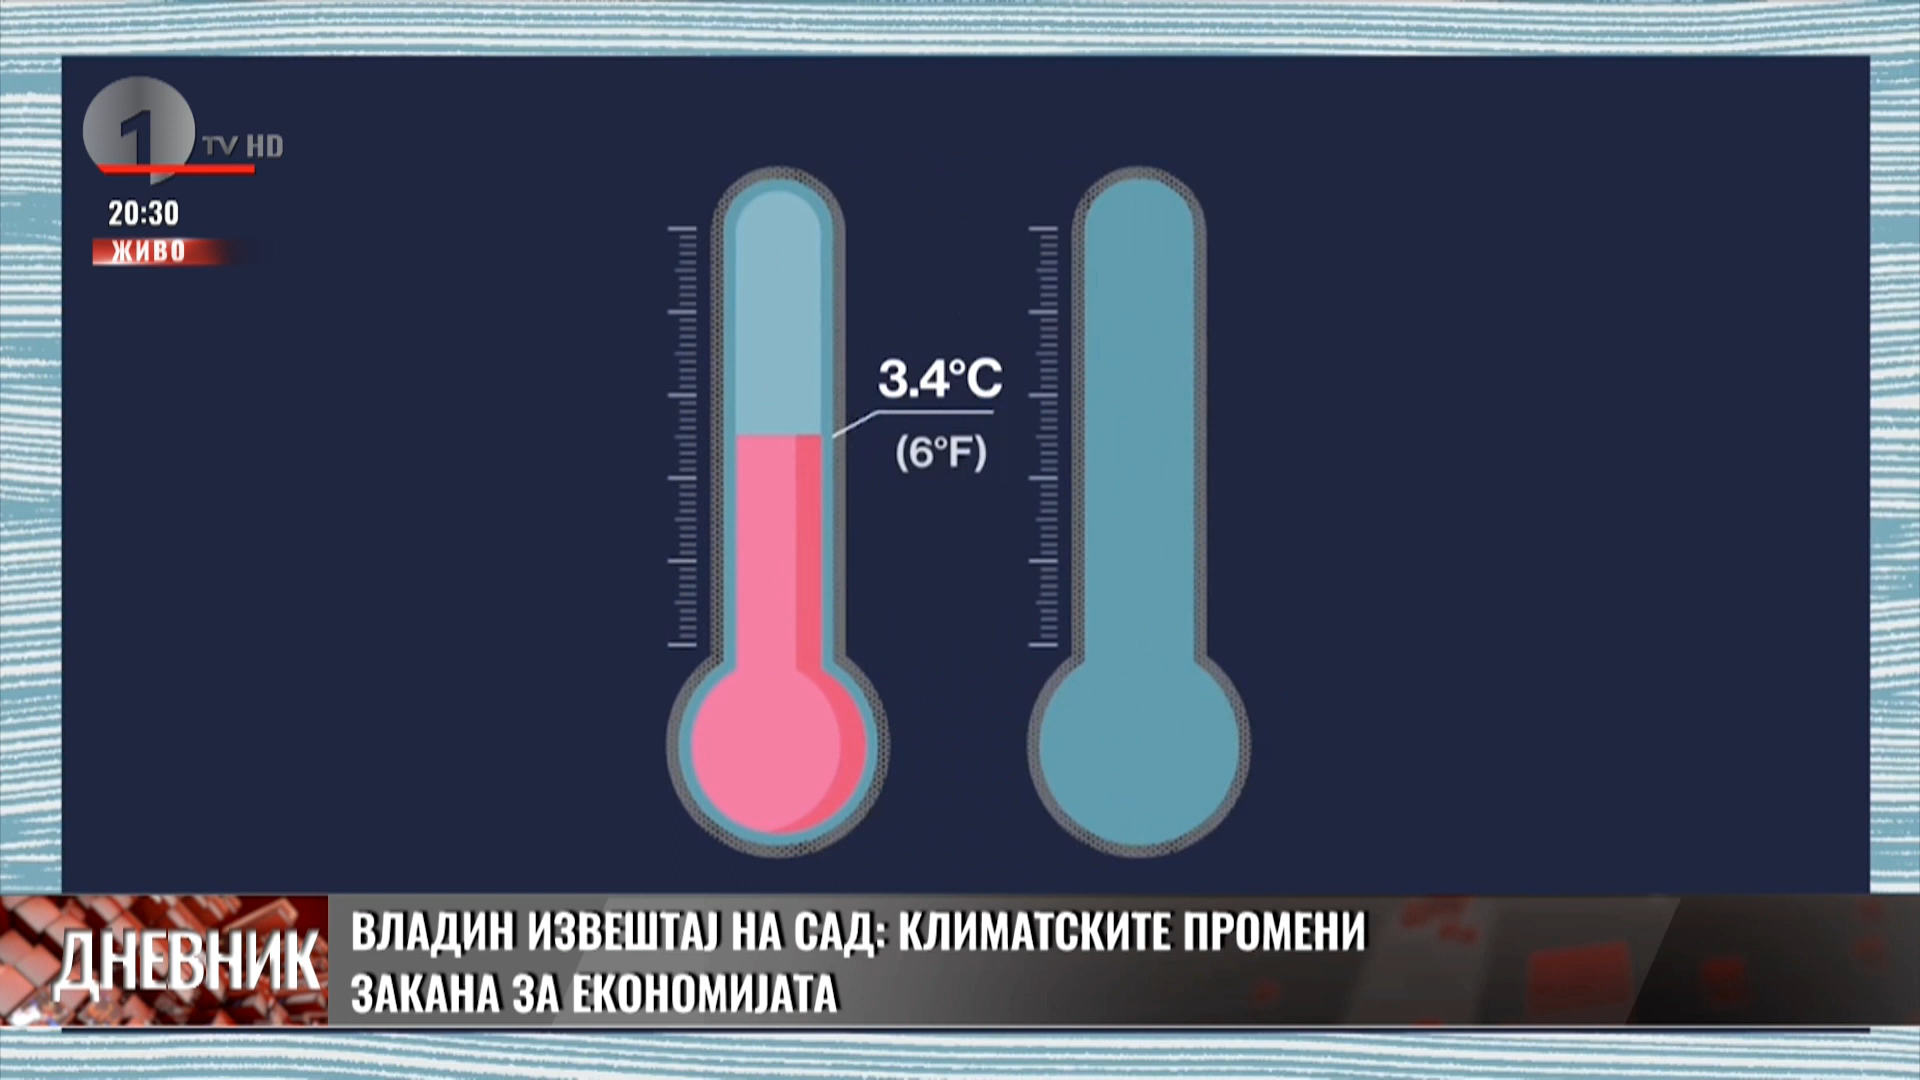 1 TV HD
20:30
ЖИВО
3.4°C
(6°F)
ДНЕВНИК
ВЛАДИН ИЗВЕШТАЈ НА САД: КЛИМАТСКИТЕ ПРОМЕНИ
ЗАКАНА ЗА ЕКОНОМИЈАТА